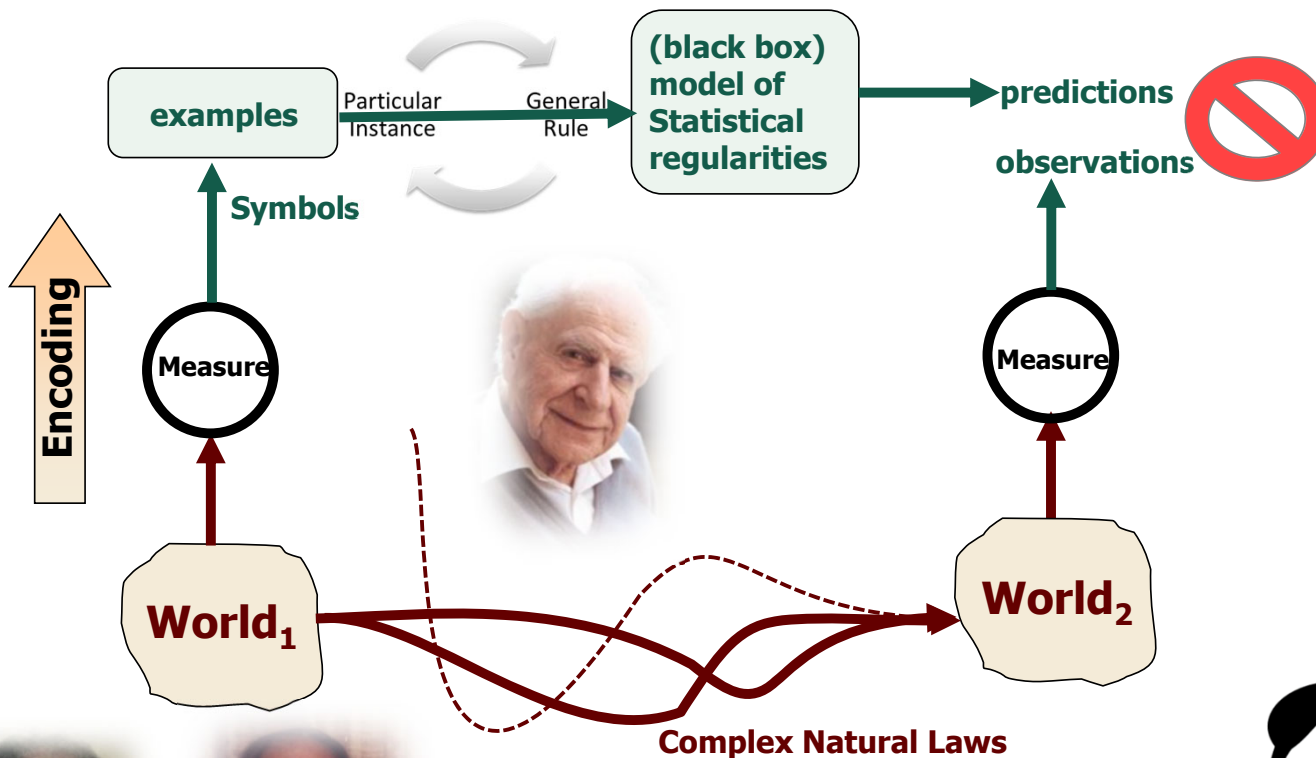 (black box)
model of
Statistical
regularities
examples
Particular
Instance
General
Rule
predictions
observations
Symbols
Encoding
Measure
Measure
World1
World2
Complex Natural Laws